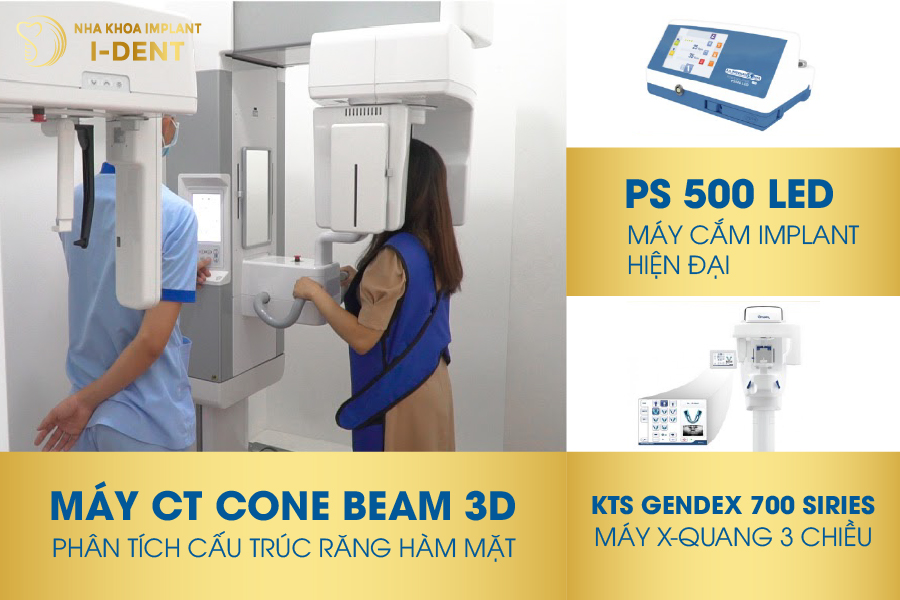 NHA KHOA IMPLANT
I-DENT
PS 500 LED
MÁY CẮM IMPLANT
HIỆN ĐẠI
MÁY CT CONE BEAM 3D
PHÂN TÍCH CẤU TRÚC RĂNG HÀM MẶT
KTS GENDEX 700 SIRIES
MÁY X-QUANG 3 CHIỀU